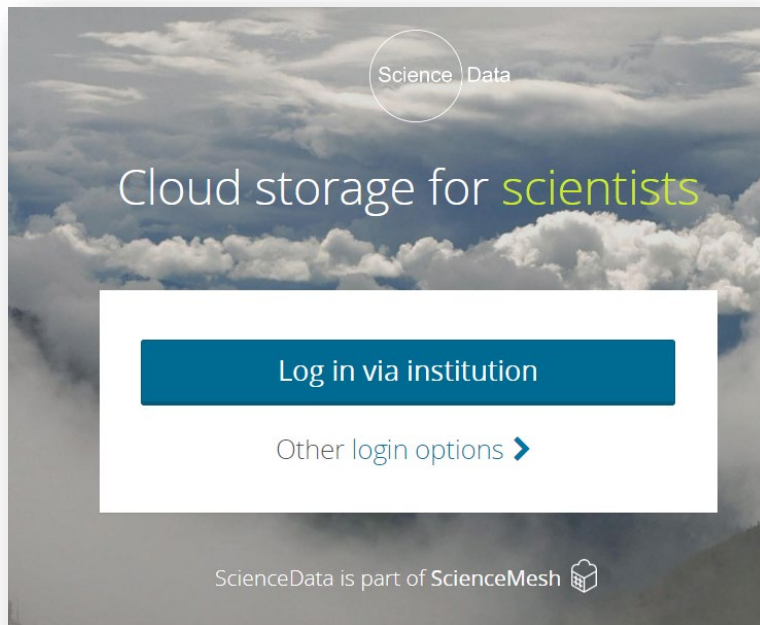 Science Data
Cloud storage for scientists
Log in via institution
Other login options
ScienceData is part of ScienceMesh